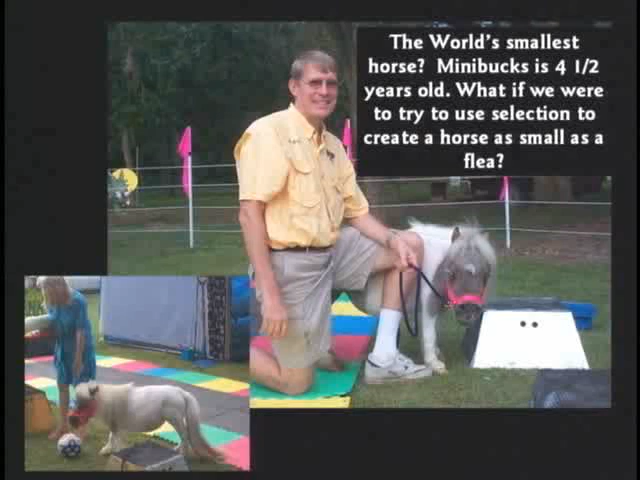 The World's smallest
horse?  Minibucks is 4 1/2
years old. What if we were
to try to use selection to
create a horse as small as a
flea?